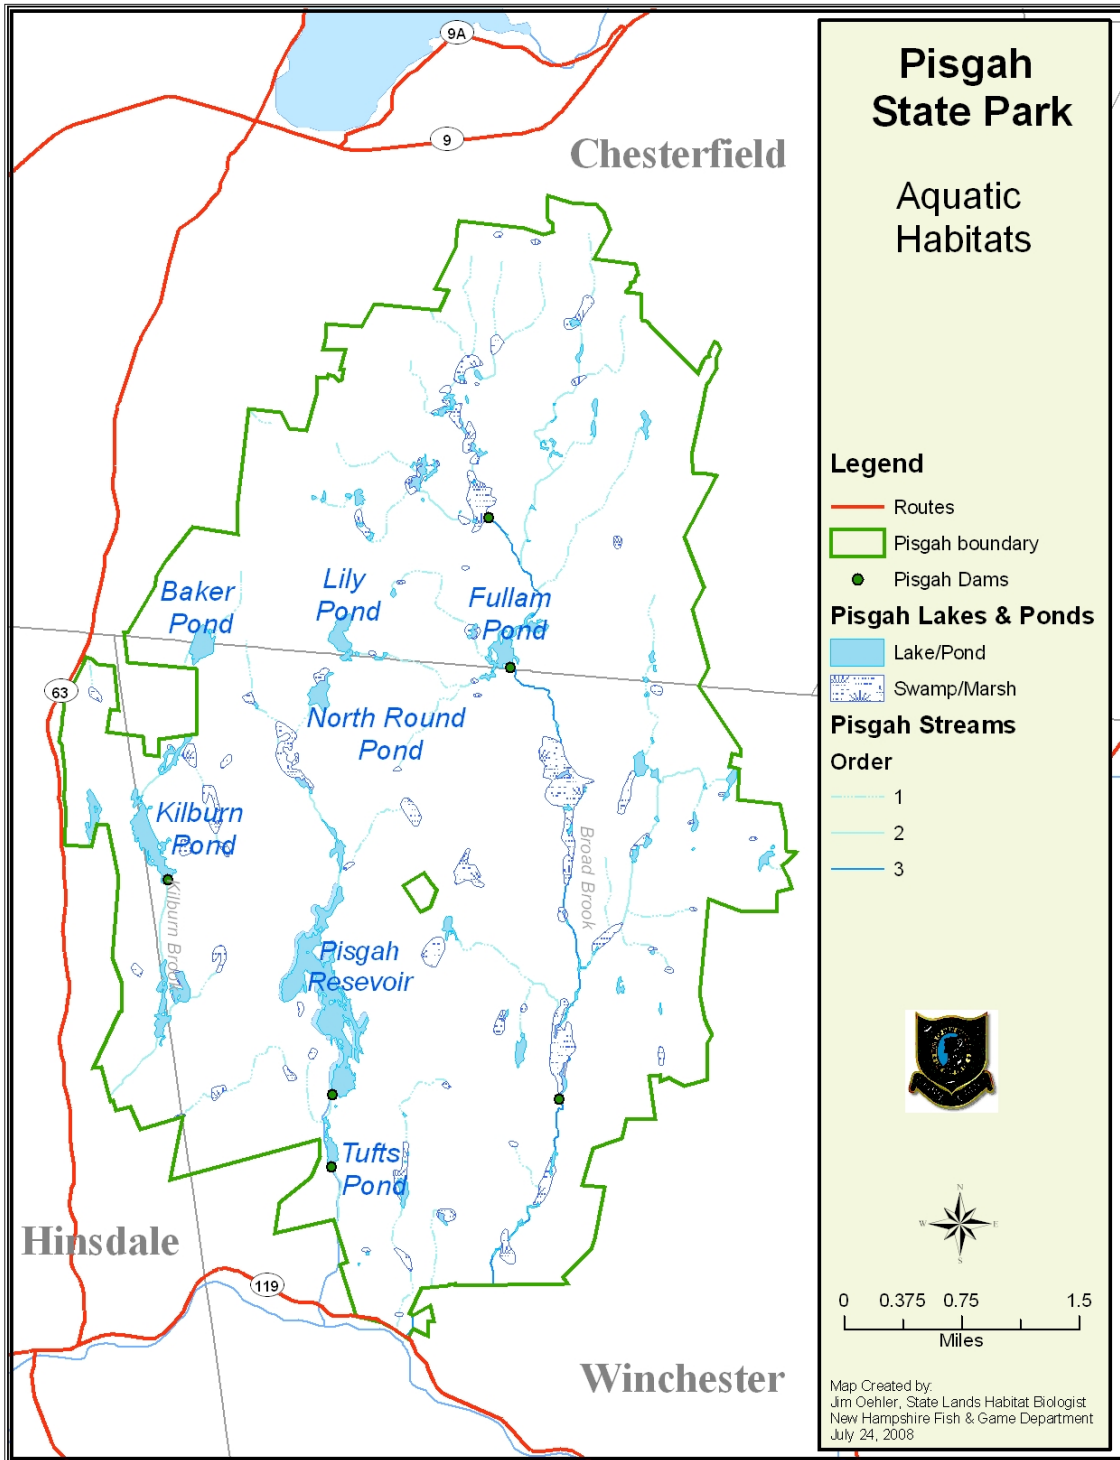 Pisgah
State Park
Aquatic
Habitats
9A
9
Chesterfield
Legend
Routes
Pisgah boundary
Pisgah Dams
Pisgah Lakes & Ponds
Lake/Pond
Swamp/Marsh
Pisgah Streams
Order
1
2
3
Baker
Pond
Lily
Pond
Fullam
Pond
63
North Round
Pond
Kilburn
Pond
Kilburn Brook
Broad Brook
Pisgah
Resevoir
Tufts
Pond
Hinsdale
119
Winchester
N
W
E
S
0
0.375
0.75
1.5
Miles
Map Created by:
Jim Oehler, State Lands Habitat Biologist
New Hampshire Fish & Game Department
July 24, 2008